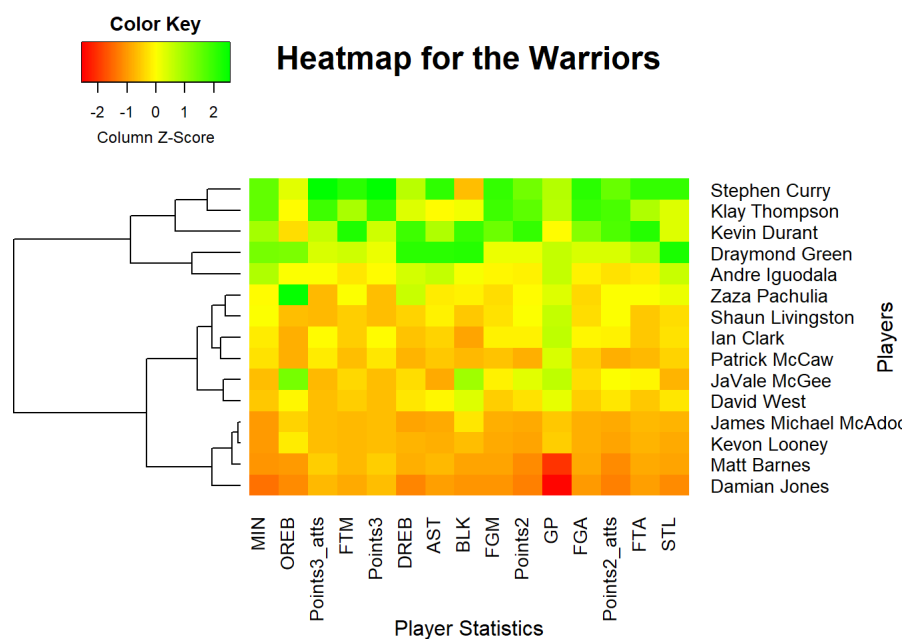 Color Key
Heatmap for the Warriors
-2 -1 0 1 2
Column Z-Score
Stephen Curry
Klay Thompson
Kevin Durant
Draymond Green
Andre Iguodala
Zaza Pachulia
Shaun Livingston
Ian Clark
Patrick McCaw
JaVale McGee
David West
James Michael McAdoo
Kevon Looney
Matt Barnes
Damian Jones
Players
MIN
OREB
Points3_atts
FTM
Points3
DREB
AST
BLK
FGM
Points2
GP
FGA
Points2_atts
FTA
STL
Player Statistics